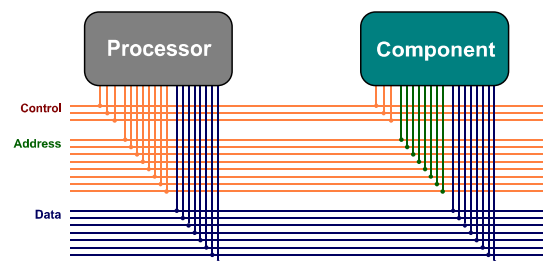 Processor
Component
Control
Address
Data